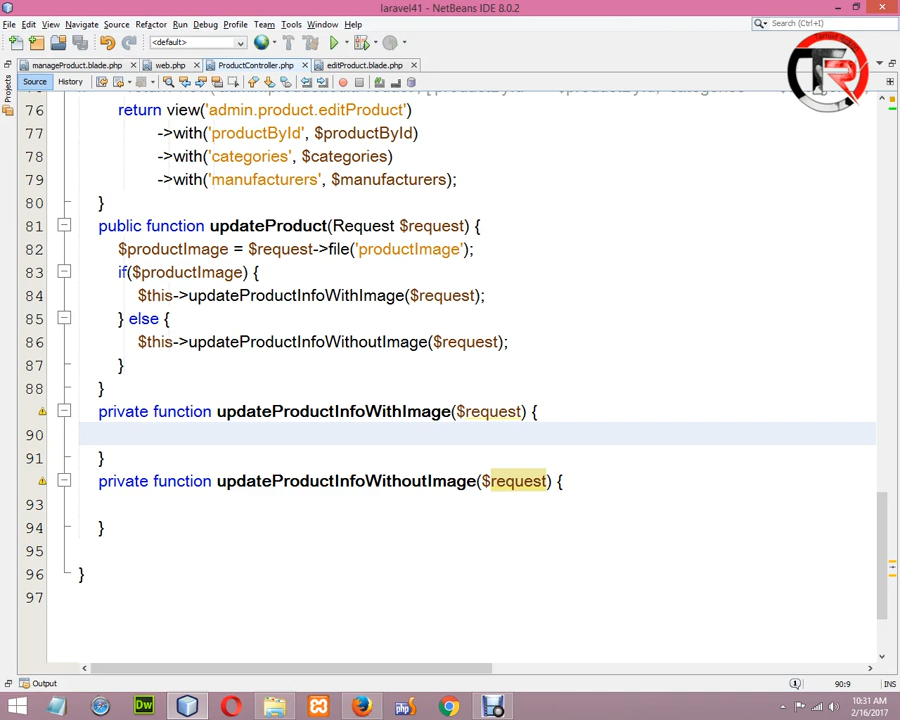 laravel41 - NetBeans IDE 8.0.2
File Edit View Navigate Source Refactor Run Debug Profile Team Tools Window Help
Search (Ctrl+I)
<default>
manageProduct.blade.php web.php ProductController.php editProduct.blade.php
Source History
Projects
76 return view('admin.product.editProduct')
77 ->with('productById', $productById)
78 ->with('categories', $categories)
79 ->with('manufacturers', $manufacturers);
80 }
81 public function updateProduct(Request $request) {
82 $productImage = $request->file('productImage');
83 if($productImage) {
84 $this->updateProductInfoWithImage($request);
85 } else {
86 $this->updateProductInfoWithoutImage($request);
87 }
88 }
private function updateProductInfoWithImage($request) {
90
91 }
private function updateProductInfoWithoutImage($request) {
93
94 }
95
96 }
97
Output
90:9 INS
Dw
10:31 AM
2/16/2017